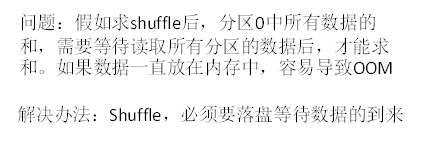 问题：假如求shuffle后，分区0中所有数据的
和，需要等待读取所有分区的数据后，才能求
和。如果数据一直放在内存中，容易导致OOM
解决办法：Shuffle，必须要落盘等待数据的到来